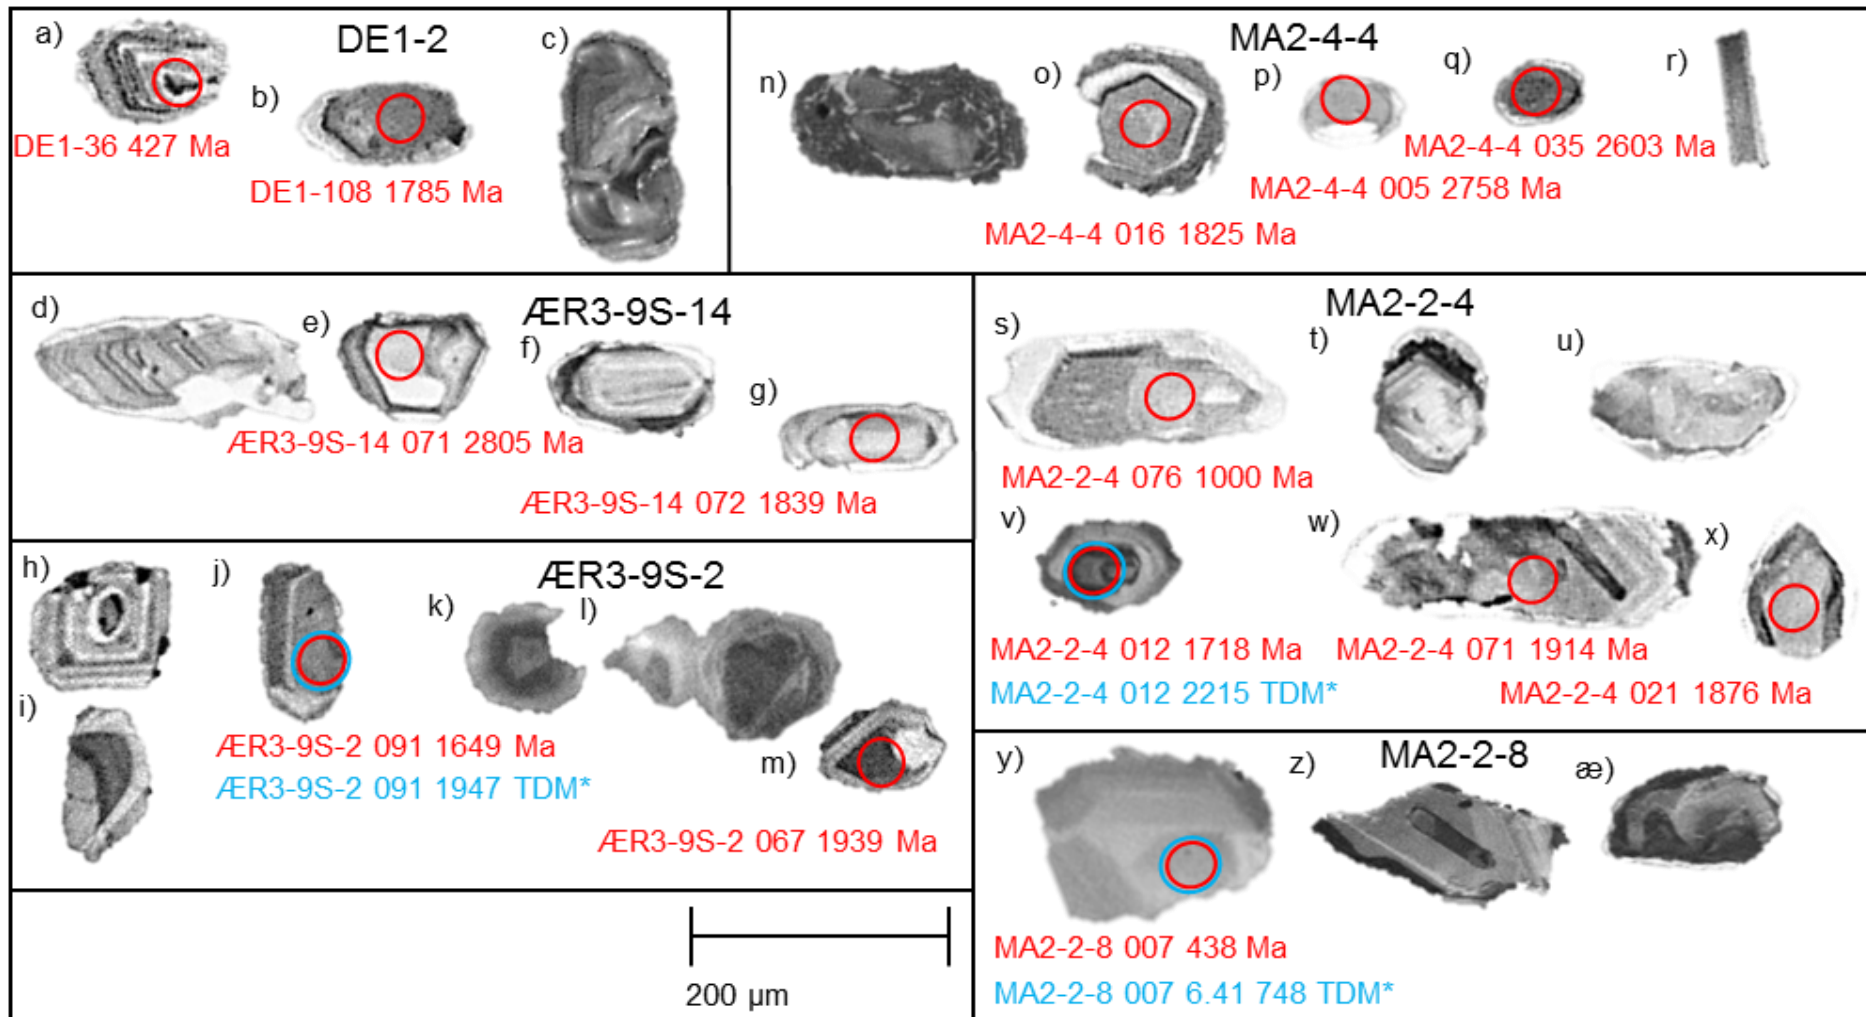 DE1-2
a)
b)
c)
DE1-36 427 Ma
DE1-108 1785 Ma
MA2-4-4
n)
o)
p)
q)
r)
MA2-4-4 035 2603 Ma
MA2-4-4 005 2758 Ma
MA2-4-4 016 1825 Ma
ÆR3-9S-14
d)
e)
f)
g)
ÆR3-9S-14 071 2805 Ma
ÆR3-9S-14 072 1839 Ma
MA2-2-4
s)
t)
u)
MA2-2-4 076 1000 Ma
v)
w)
x)
MA2-2-4 012 1718 Ma
MA2-2-4 071 1914 Ma
MA2-2-4 012 2215 TDM*
MA2-2-4 021 1876 Ma
ÆR3-9S-2
h)
j)
k)
l)
i)
m)
ÆR3-9S-2 091 1649 Ma
ÆR3-9S-2 091 1947 TDM*
ÆR3-9S-2 067 1939 Ma
MA2-2-8
y)
z)
æ)
MA2-2-8 007 438 Ma
MA2-2-8 007 6.41 748 TDM*
200 µm